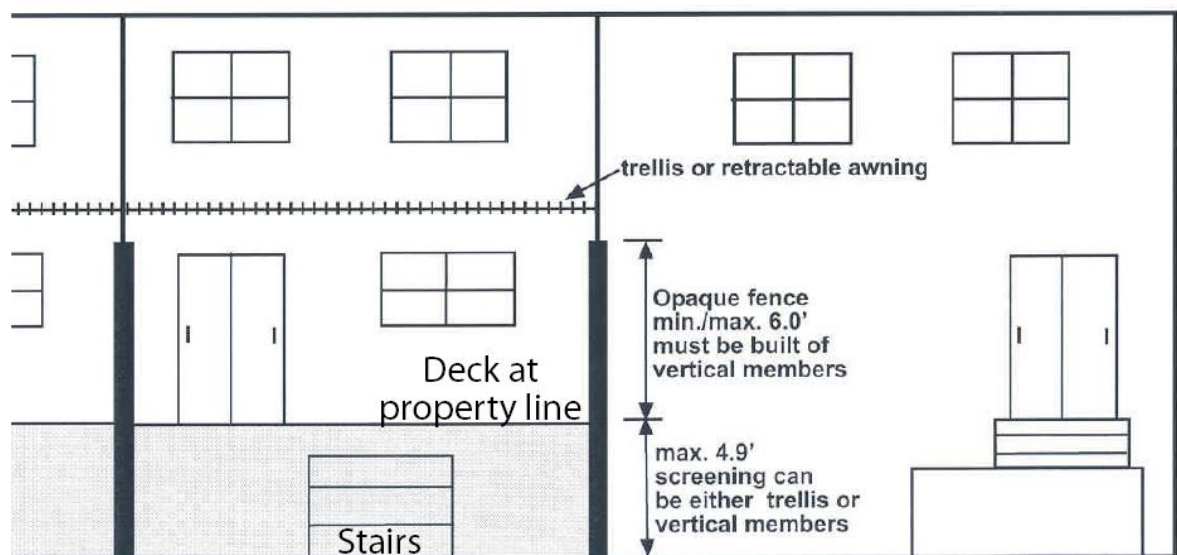 trellis or retractable awning
Opaque fence
min./max. 6.0'
must be built of
vertical members
Deck at
property line
max. 4.9'
screening can
be either trellis or
vertical members
Stairs